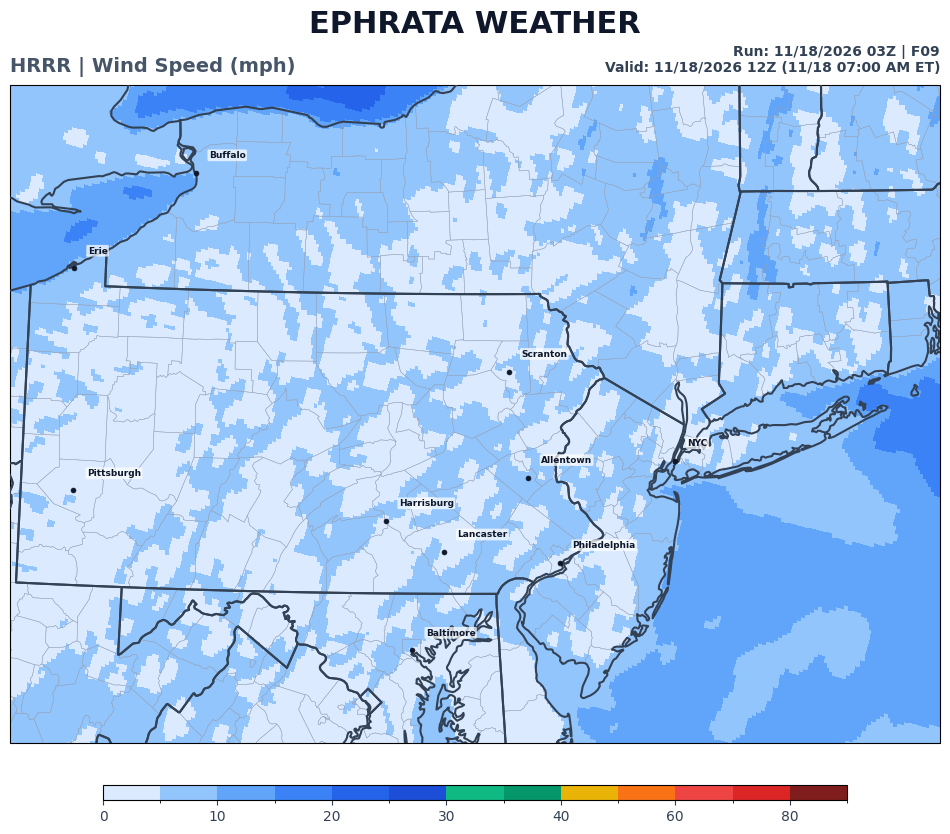 EPHRATA WEATHER
HRRR | Wind Speed (mph)
Run: 11/18/2026 03Z | F09
Valid: 11/18/2026 12Z (11/18 07:00 AM ET)
Buffalo
Erie
Scranton
NYC
Allentown
Pittsburgh
Harrisburg
Lancaster
Philadelphia
Baltimore
0 10 20 30 40 50 60 70 80